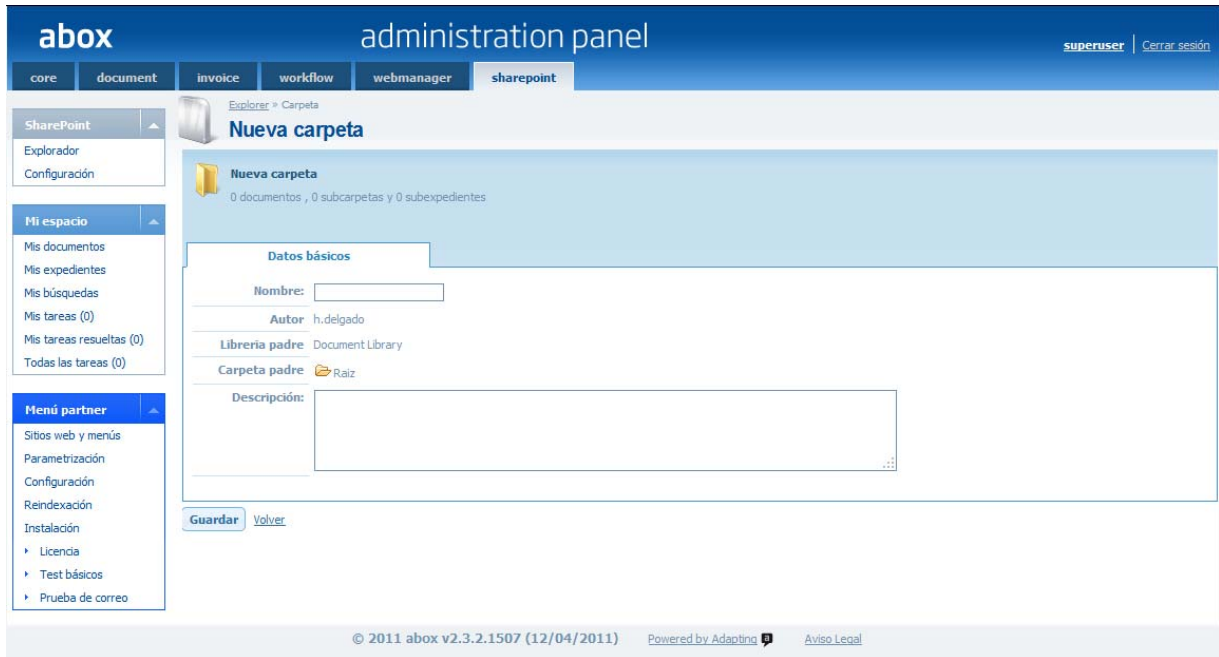 abox administration panel superuser Cerrar sesión
core document invoice workflow webmanager sharepoint
SharePoint
Explorador
Configuración
Mi espacio
Mis documentos
Mis expedientes
Mis búsquedas
Mis tareas (0)
Mis tareas resueltas (0)
Todas las tareas (0)
Menú partner
Sitios web y menús
Parametrización
Configuración
Reindexación
Instalación
Licencia
Test básicos
Prueba de correo
Explorer » Carpeta
Nueva carpeta
Nueva carpeta
0 documentos , 0 subcarpetas y 0 subexpedientes
Datos básicos
Nombre:
Autor h.delgado
Libreria padre Document Library
Carpeta padre Raiz
Descripción:
Guardar Volver
© 2011 abox v2.3.2.1507 (12/04/2011) Powered by Adapting a Aviso Legal